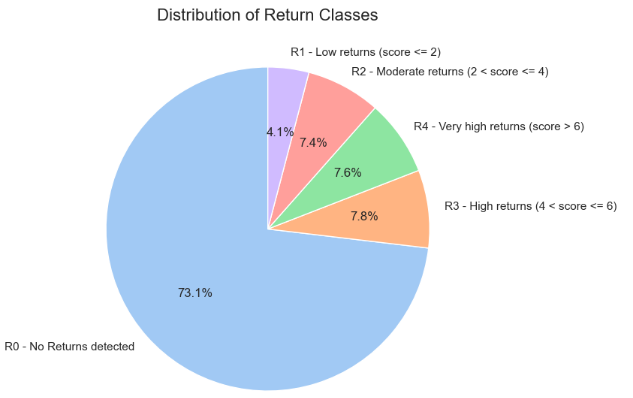 Distribution of Return Classes
R1 - Low returns (score <= 2)
R2 - Moderate returns (2 < score <= 4)
R4 - Very high returns (score > 6)
R3 - High returns (4 < score <= 6)
R0 - No Returns detected
4.1%
7.4%
7.6%
7.8%
73.1%